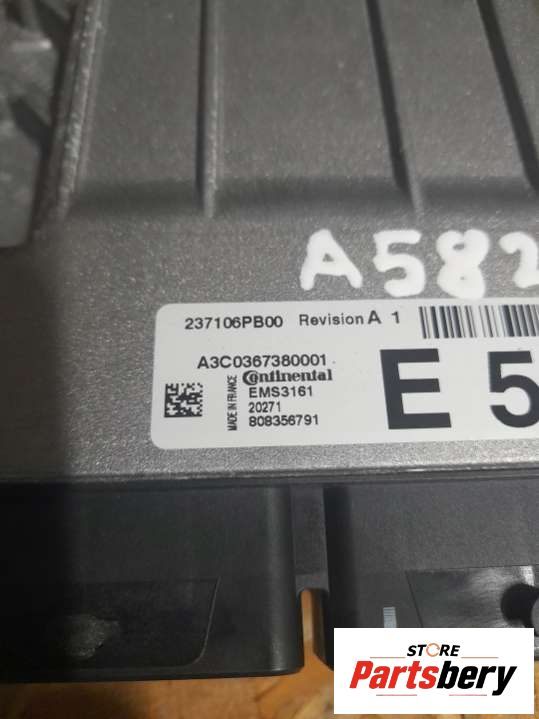 A582
237106PB00 Revision A 1
A3C0367380001
Continental
EMS3161
20271
808356791
MADE IN FRANCE
E 5
STORE
Partsbery